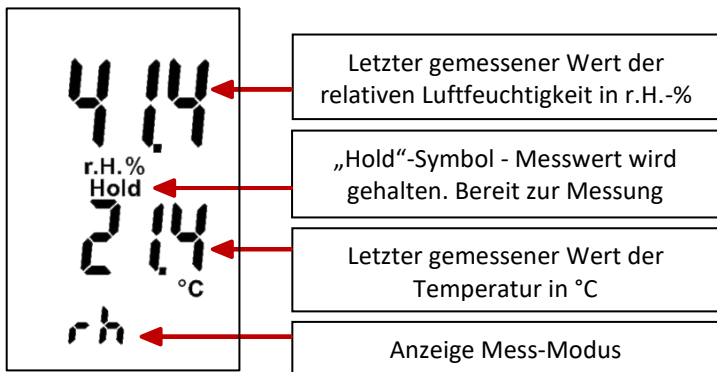 41.4
r.H.%
Hold
21.4
°C
rh
Letzter gemessener Wert der
relativen Luftfeuchtigkeit in r.H.-%
„Hold“-Symbol - Messwert wird
gehalten. Bereit zur Messung
Letzter gemessener Wert der
Temperatur in °C
Anzeige Mess-Modus